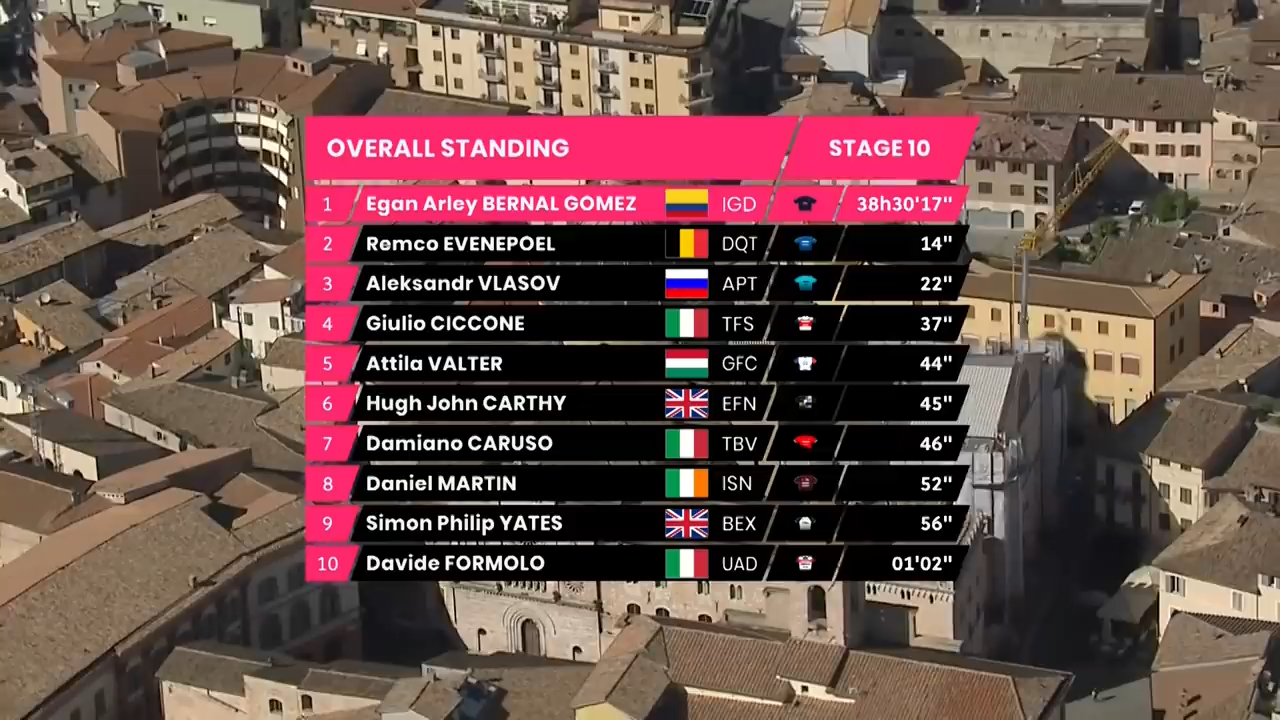 OVERALL STANDING STAGE 10
1 Egan Arley BERNAL GOMEZ IGD 38h30'17"
2 Remco EVENEPOEL DQT 14"
3 Aleksandr VLASOV APT 22"
4 Giulio CICCONE TFS 37"
5 Attila VALTER GFC 44"
6 Hugh John CARTHY EFN 45"
7 Damiano CARUSO TBV 46"
8 Daniel MARTIN ISN 52"
9 Simon Philip YATES BEX 56"
10 Davide FORMOLO UAD 01'02"